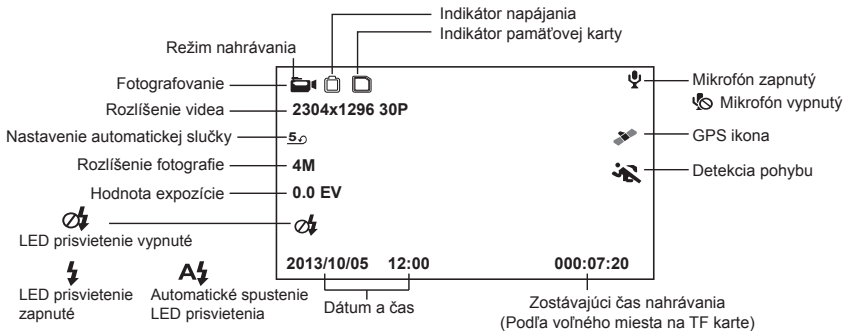 Indikátor napájania
Indikátor pamäťovej karty
Režim nahrávania
Fotografovanie
Mikrofón zapnutý
Mikrofón vypnutý
Rozlíšenie videa
2304x1296 30P
Nastavenie automatickej slučky
5
GPS ikona
Rozlíšenie fotografie
4M
Detekcia pohybu
Hodnota expozície
0.0 EV
LED prisvietenie vypnuté
A
LED prisvietenie
zapnuté
Automatické spustenie
LED prisvietenia
2013/10/05 12:00
000:07:20
Dátum a čas
Zostávajúci čas nahrávania
(Podľa voľného miesta na TF karte)